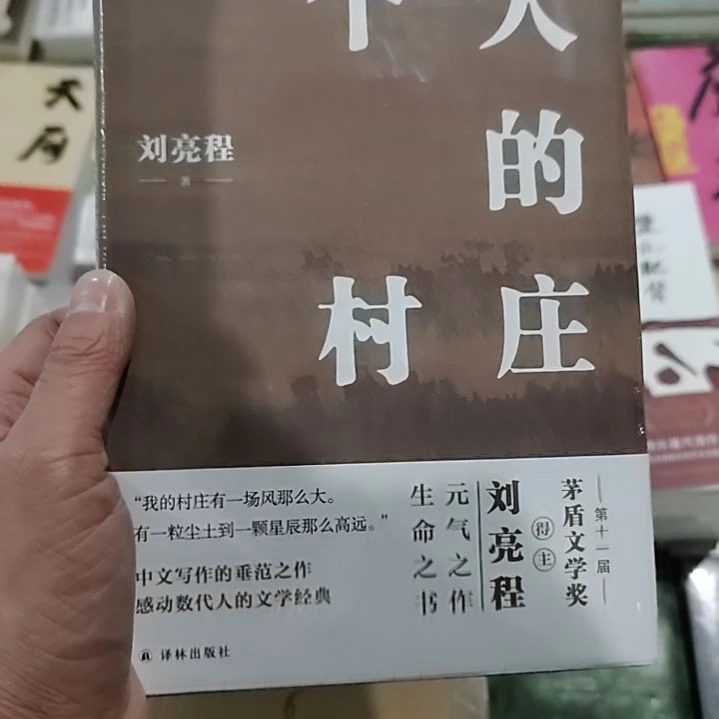 人
的
村
庄
刘亮程
著
“我的村庄有一场风那么大。
有一粒尘土到一颗星辰那么高远。”
中文写作的垂范之作
感动数代人的文学经典
译林出版社
第十一届
茅盾文学奖
得主
刘亮程
元气之作
生命之书